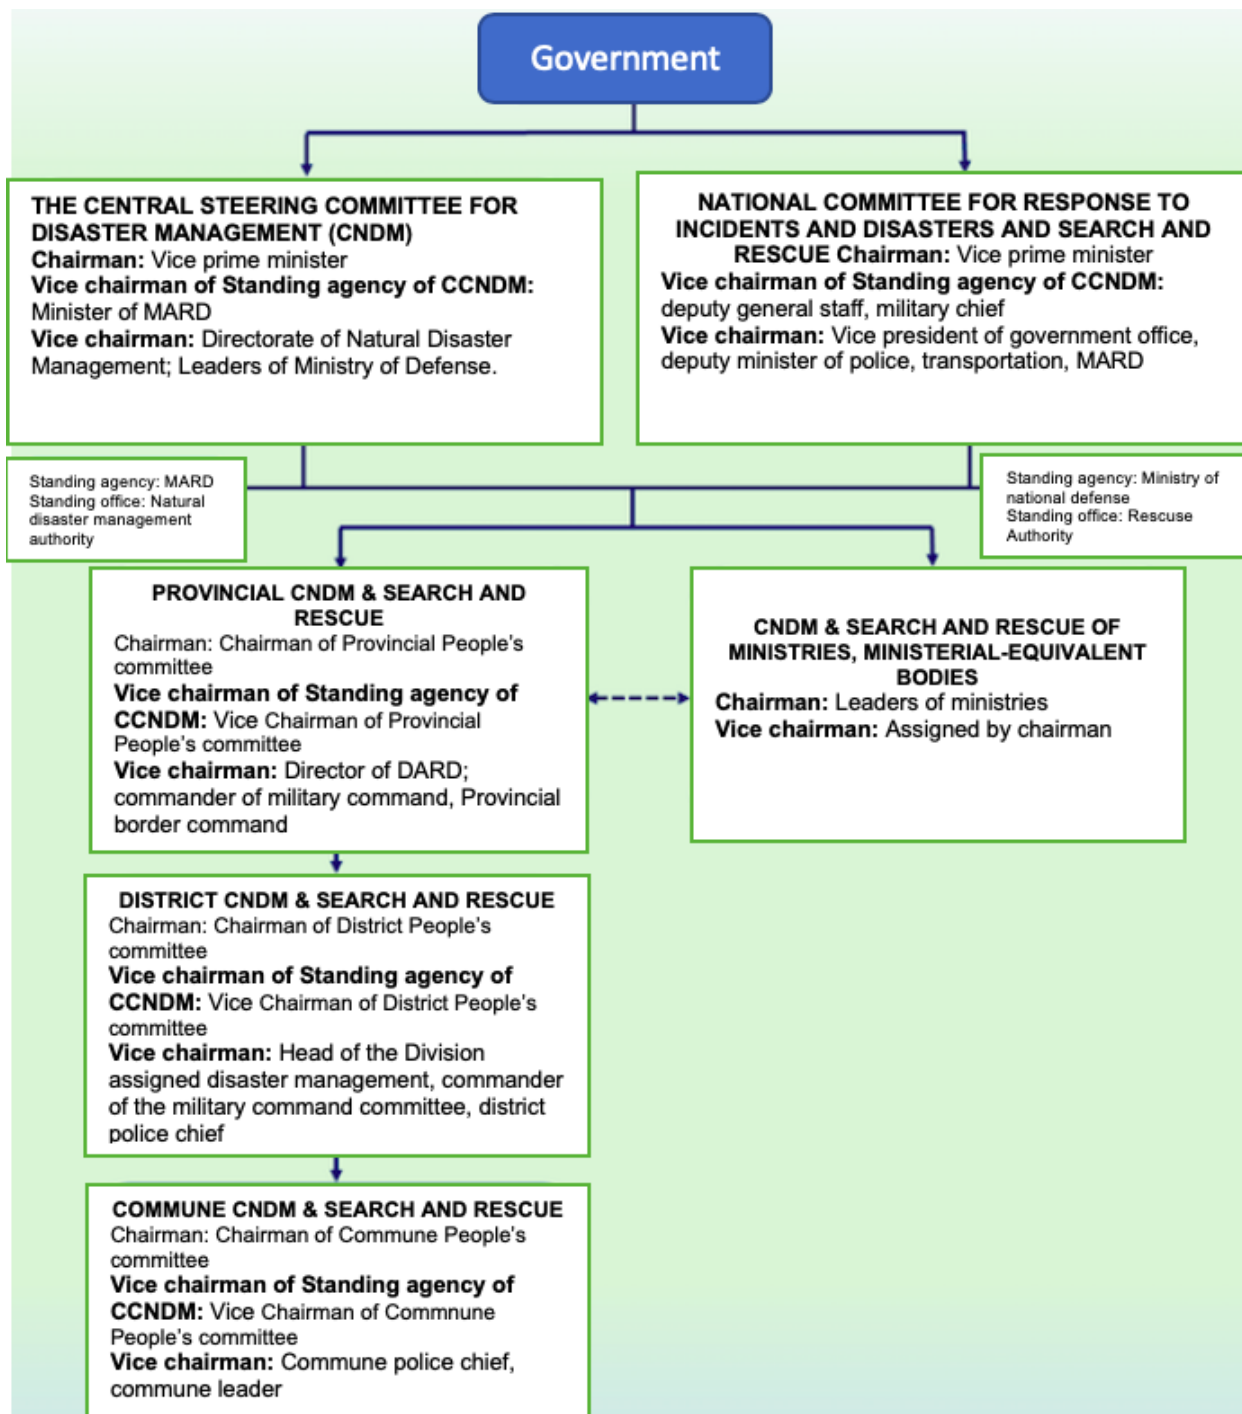 Government
THE CENTRAL STEERING COMMITTEE FOR
DISASTER MANAGEMENT (CNDM)
Chairman: Vice prime minister
Vice chairman of Standing agency of CCNDM:
Minister of MARD
Vice chairman: Directorate of Natural Disaster
Management; Leaders of Ministry of Defense.
NATIONAL COMMITTEE FOR RESPONSE TO
INCIDENTS AND DISASTERS AND SEARCH AND
RESCUE Chairman: Vice prime minister
Vice chairman of Standing agency of CCNDM:
deputy general staff, military chief
Vice chairman: Vice president of government office,
deputy minister of police, transportation, MARD
Standing agency: MARD
Standing office: Natural
disaster management
authority
Standing agency: Ministry of
national defense
Standing office: Rescuse
Authority
PROVINCIAL CNDM & SEARCH AND
RESCUE
Chairman: Chairman of Provincial People's
committee
Vice chairman of Standing agency of
CCNDM: Vice Chairman of Provincial
People's committee
Vice chairman: Director of DARD;
commander of military command, Provincial
border command
CNDM & SEARCH AND RESCUE OF
MINISTRIES, MINISTERIAL-EQUIVALENT
BODIES
Chairman: Leaders of ministries
Vice chairman: Assigned by chairman
DISTRICT CNDM & SEARCH AND RESCUE
Chairman: Chairman of District People's
committee
Vice chairman of Standing agency of
CCNDM: Vice Chairman of District People's
committee
Vice chairman: Head of the Division
assigned disaster management, commander
of the military command committee, district
police chief
COMMUNE CNDM & SEARCH AND RESCUE
Chairman: Chairman of Commune People's
committee
Vice chairman of Standing agency of
CCNDM: Vice Chairman of Commnune
People's committee
Vice chairman: Commune police chief,
commune leader